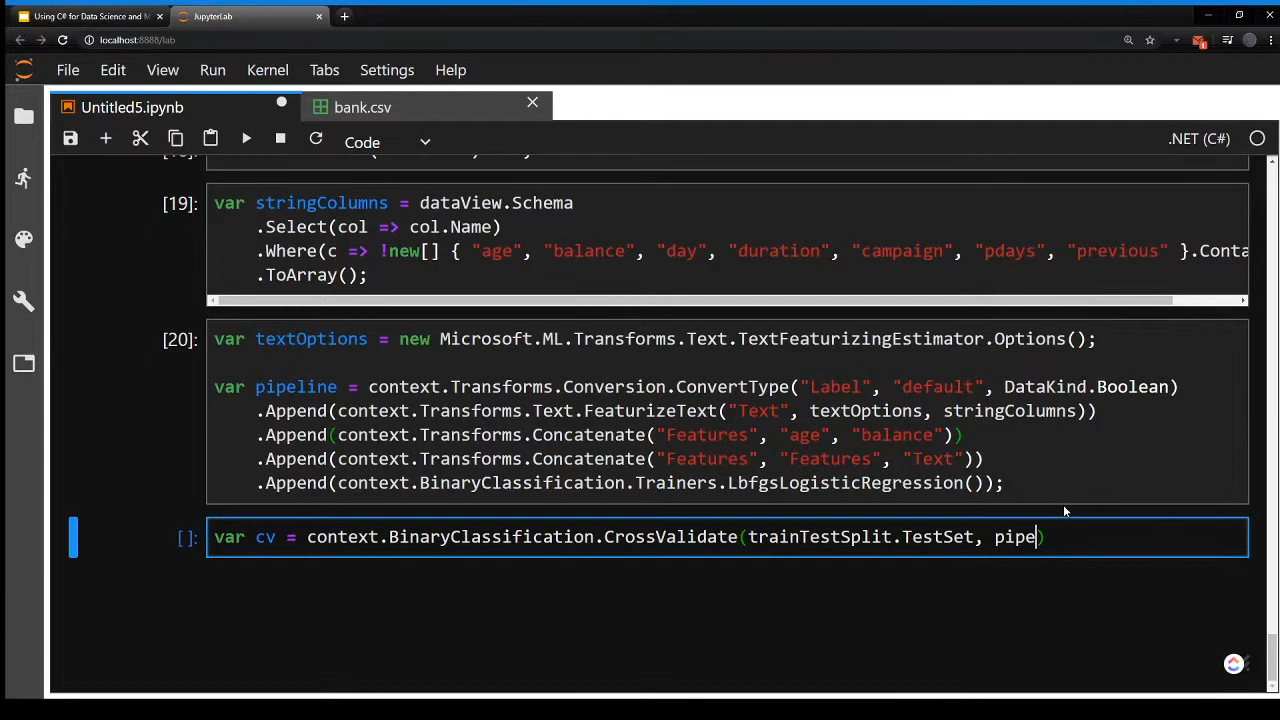 Using C# for Data Science and M
JupyterLab
localhost:8888/lab
File Edit View Run Kernel Tabs Settings Help
Untitled5.ipynb
bank.csv
Code
.NET (C#)
[19]:
var stringColumns = dataView.Schema
.Select(col => col.Name)
.Where(c => !new[] { "age", "balance", "day", "duration", "campaign", "pdays", "previous" }.Conta
.ToArray();
[20]:
var textOptions = new Microsoft.ML.Transforms.Text.TextFeaturizingEstimator.Options();
var pipeline = context.Transforms.Conversion.ConvertType("Label", "default", DataKind.Boolean)
.Append(context.Transforms.Text.FeaturizeText("Text", textOptions, stringColumns))
.Append(context.Transforms.Concatenate("Features", "age", "balance"))
.Append(context.Transforms.Concatenate("Features", "Features", "Text"))
.Append(context.BinaryClassification.Trainers.LbfgsLogisticRegression());
[ ]:
var cv = context.BinaryClassification.CrossValidate(trainTestSplit.TestSet, pipe)